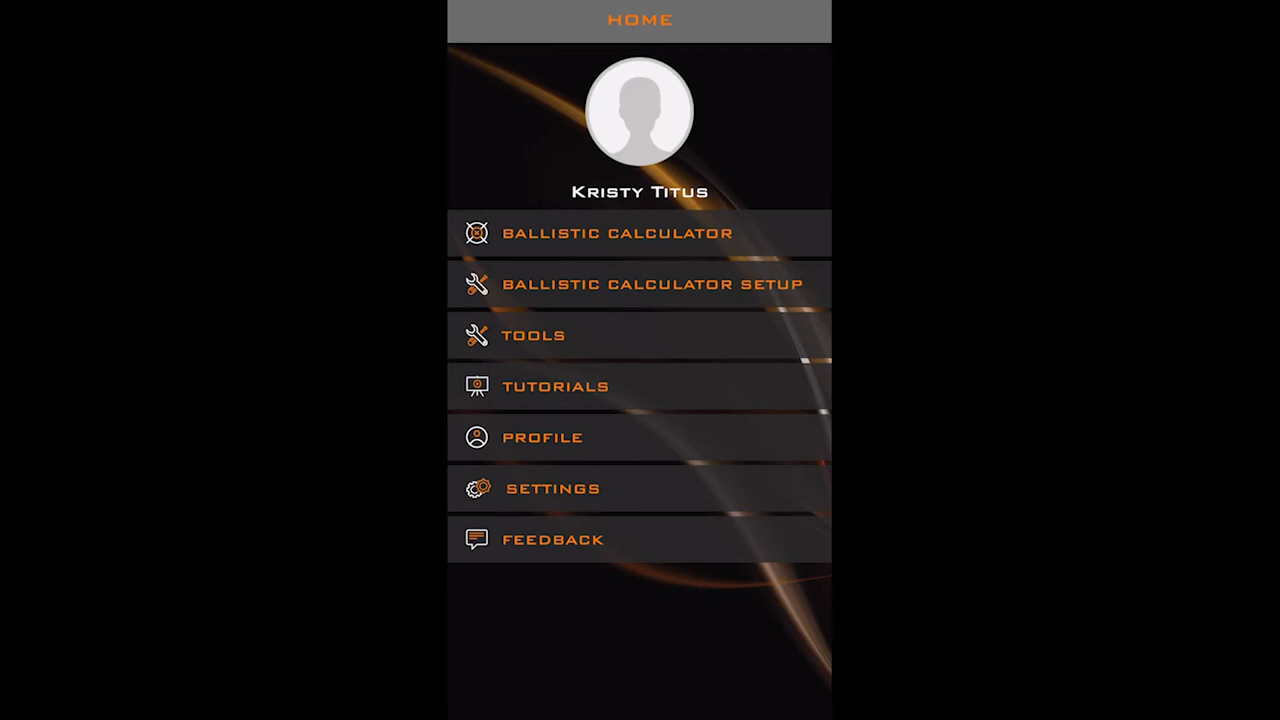 HOME
Kristy Titus
BALLISTIC CALCULATOR
BALLISTIC CALCULATOR SETUP
TOOLS
TUTORIALS
PROFILE
SETTINGS
FEEDBACK